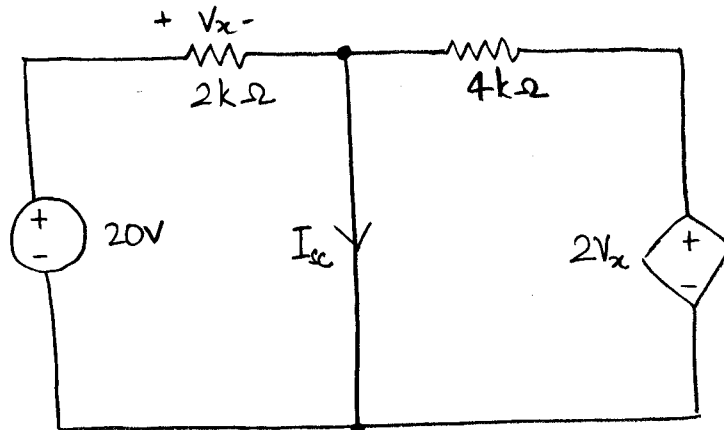 + Vx -
2kΩ
4kΩ
+
-
20V
Isc
2Vx
+
-